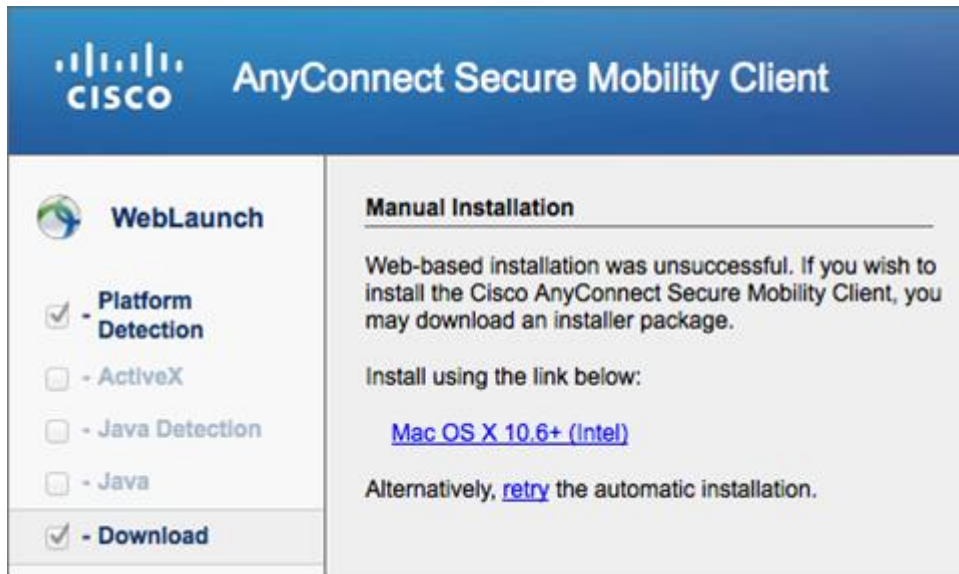 CISCO
AnyConnect Secure Mobility Client
WebLaunch
- Platform
Detection
- ActiveX
- Java Detection
- Java
- Download
Manual Installation
Web-based installation was unsuccessful. If you wish to
install the Cisco AnyConnect Secure Mobility Client, you
may download an installer package.
Install using the link below:
Mac OS X 10.6+ (Intel)
Alternatively, retry the automatic installation.